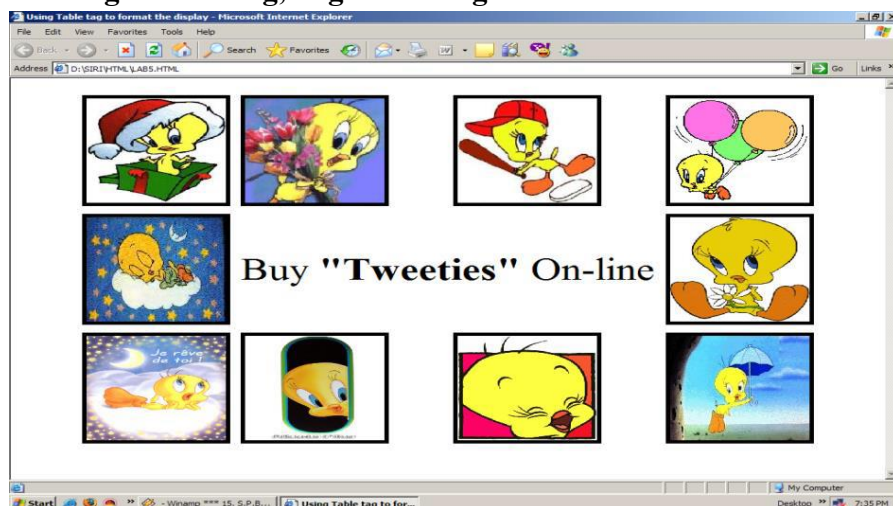 Using Table tag to format the display - Microsoft Internet Explorer
File Edit View Favorites Tools Help
Back Search Favorites
Address D:\SIRI\HTML\LAB5.HTML Go Links »
Buy "Tweeties" On-line
Je rêve
de toi !
My Computer
Start » - Winamp *** 15. S.P.B... Using Table tag to for... Desktop » 7:35 PM